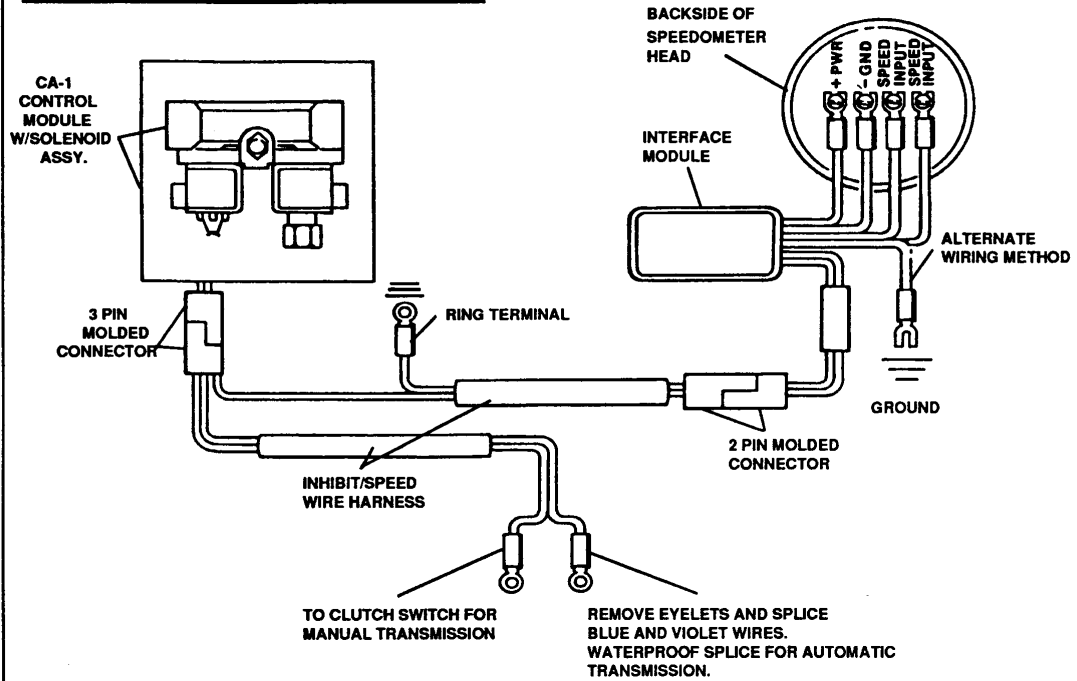 BACKSIDE OF
SPEEDOMETER
HEAD
+ PWR
- GND
SPEED
INPUT
SPEED
INPUT
CA-1
CONTROL
MODULE
W/SOLENOID
ASSY.
INTERFACE
MODULE
ALTERNATE
WIRING METHOD
3 PIN
MOLDED
CONNECTOR
RING TERMINAL
GROUND
2 PIN MOLDED
CONNECTOR
INHIBIT/SPEED
WIRE HARNESS
TO CLUTCH SWITCH FOR
MANUAL TRANSMISSION
REMOVE EYELETS AND SPLICE
BLUE AND VIOLET WIRES.
WATERPROOF SPLICE FOR AUTOMATIC
TRANSMISSION.